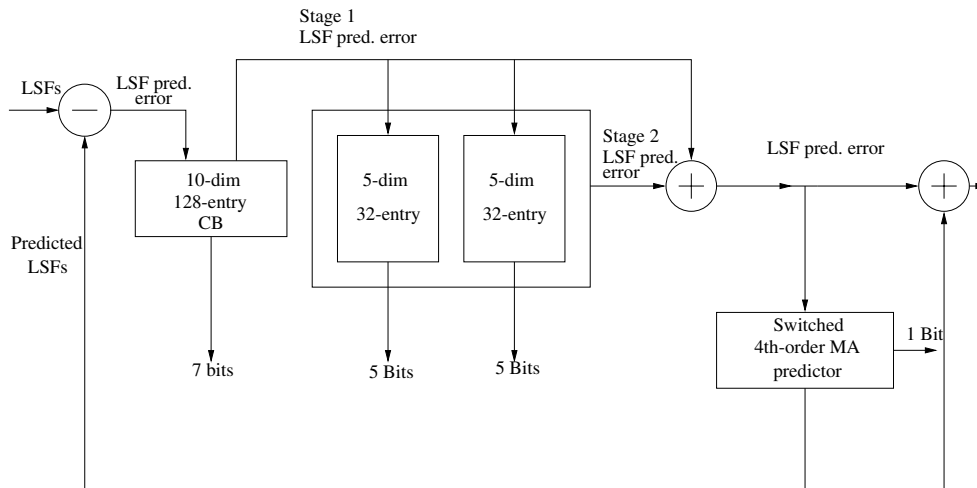 Stage 1
LSF pred. error
LSFs
LSF pred.
error
10-dim
128-entry
CB
5-dim
32-entry
5-dim
32-entry
Stage 2
LSF pred.
error
LSF pred. error
Predicted
LSFs
7 bits
5 Bits
5 Bits
Switched
4th-order MA
predictor
1 Bit